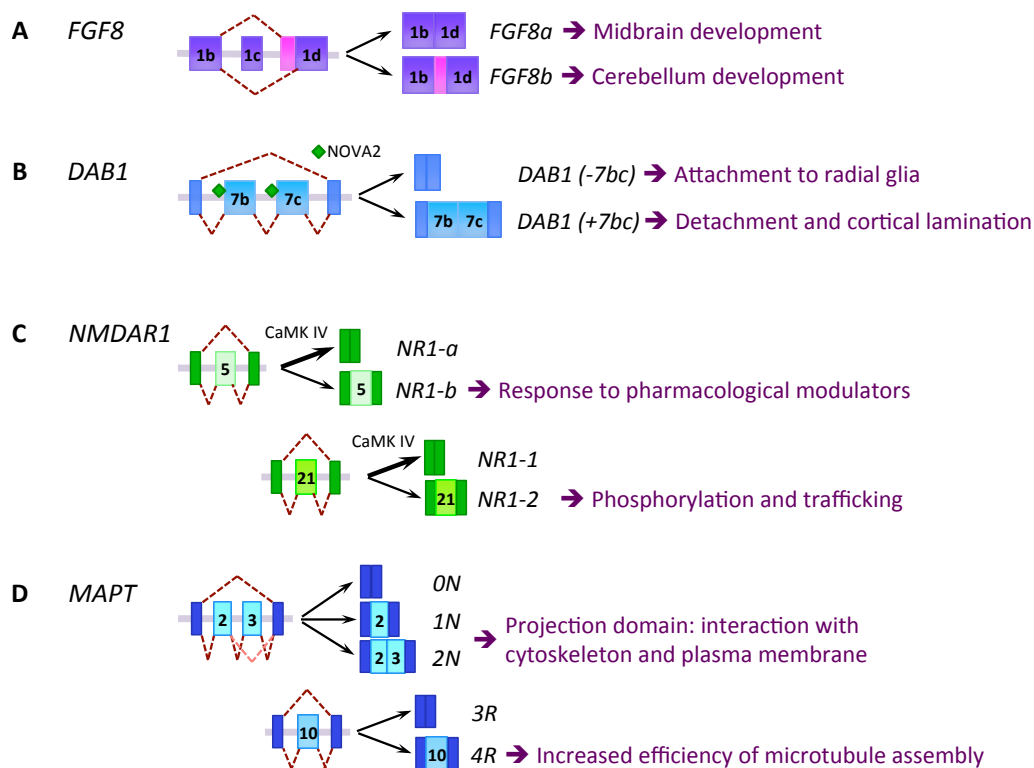 A FGF8
1b 1c 1d
1b 1d FGF8a ➔ Midbrain development
1b 1d FGF8b ➔ Cerebellum development
B DAB1
NOVA2
7b 7c
DAB1 (-7bc) ➔ Attachment to radial glia
7b 7c DAB1 (+7bc) ➔ Detachment and cortical lamination
C NMDAR1
CaMK IV
5
NR1-a
5 NR1-b ➔ Response to pharmacological modulators
CaMK IV
21
NR1-1
21 NR1-2 ➔ Phosphorylation and trafficking
D MAPT
2 3
0N
2 1N
2 3 2N
➔ Projection domain: interaction with
cytoskeleton and plasma membrane
10
3R
10 4R ➔ Increased efficiency of microtubule assembly